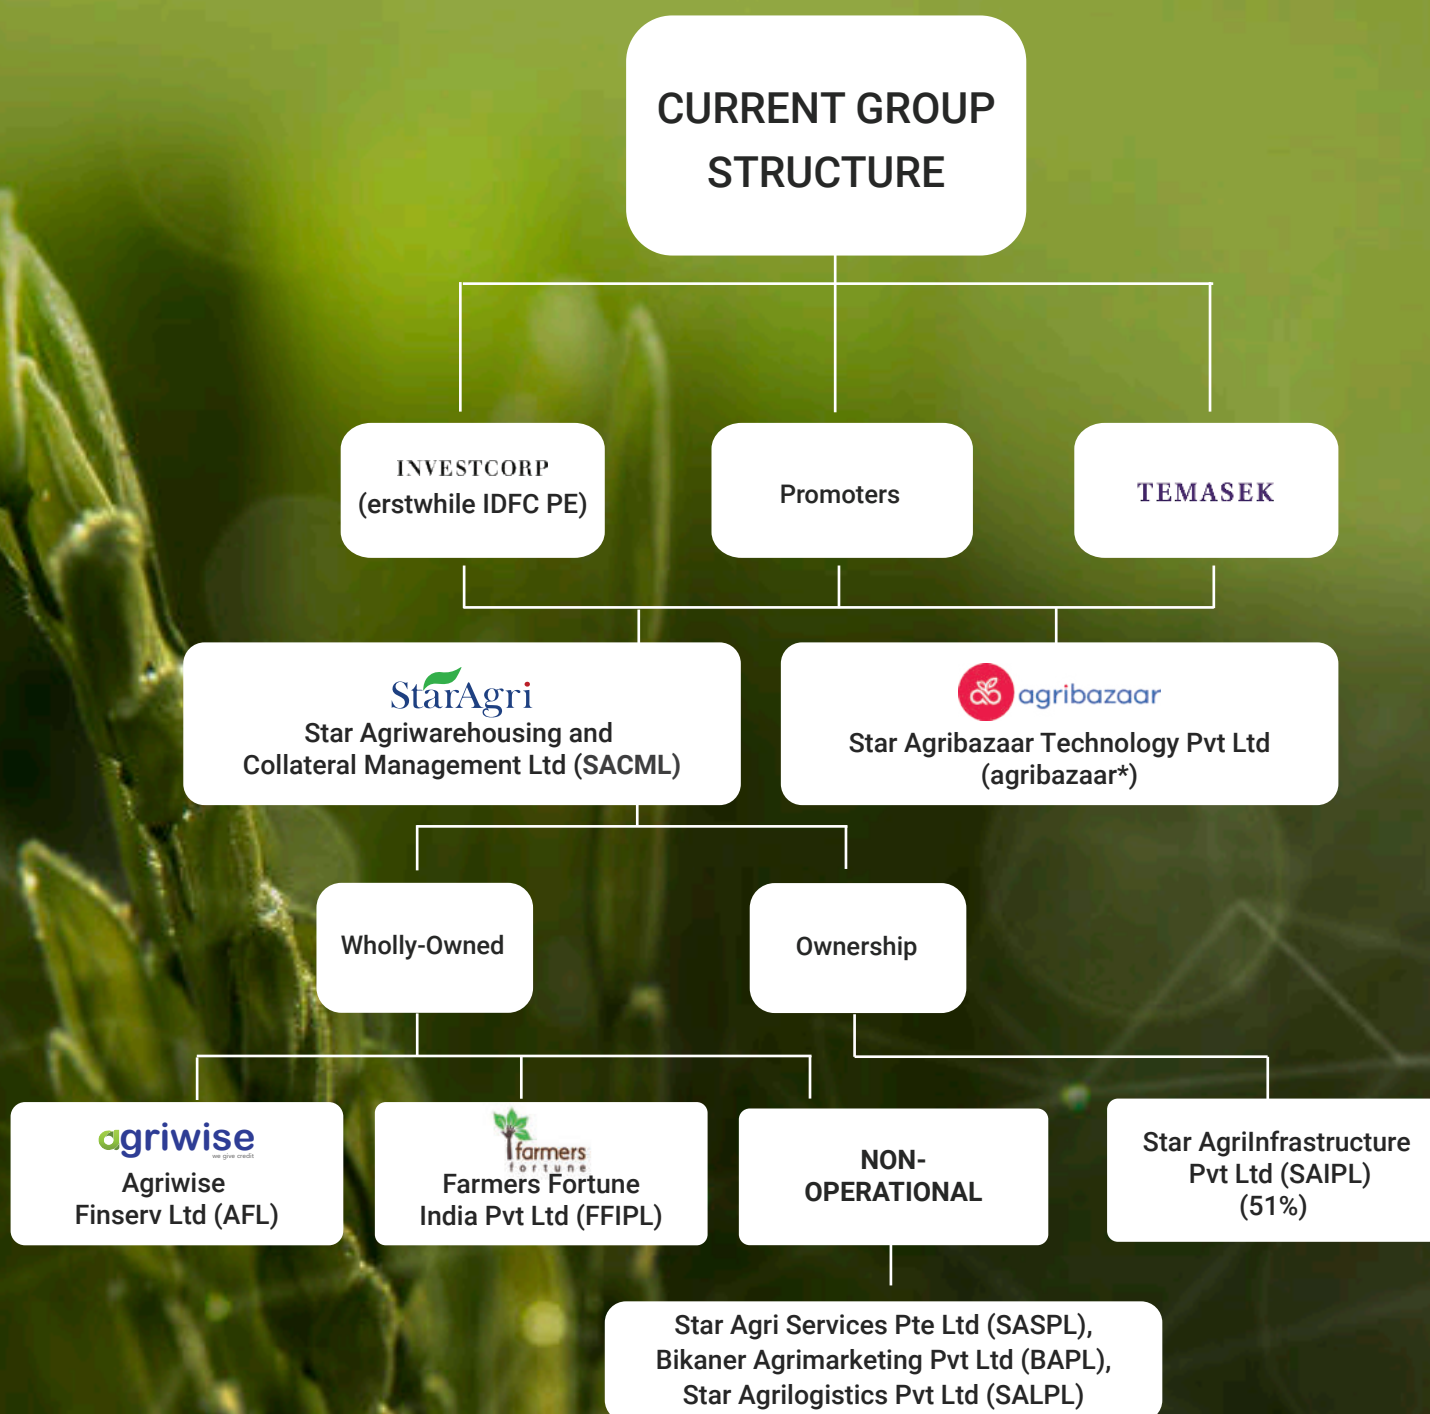 CURRENT GROUP
STRUCTURE
INVESTCORP
(erstwhile IDFC PE)
Promoters
TEMASEK
StarAgri
Star Agriwarehousing and
Collateral Management Ltd (SACML)
agribazaar
Star Agribazaar Technology Pvt Ltd
(agribazaar*)
Wholly-Owned
Ownership
agriwise
we give credit
Agriwise
Finserv Ltd (AFL)
farmers
fortune
Farmers Fortune
India Pvt Ltd (FFIPL)
NON-
OPERATIONAL
Star AgriInfrastructure
Pvt Ltd (SAIPL)
(51%)
Star Agri Services Pte Ltd (SASPL),
Bikaner Agrimarketing Pvt Ltd (BAPL),
Star Agrilogistics Pvt Ltd (SALPL)